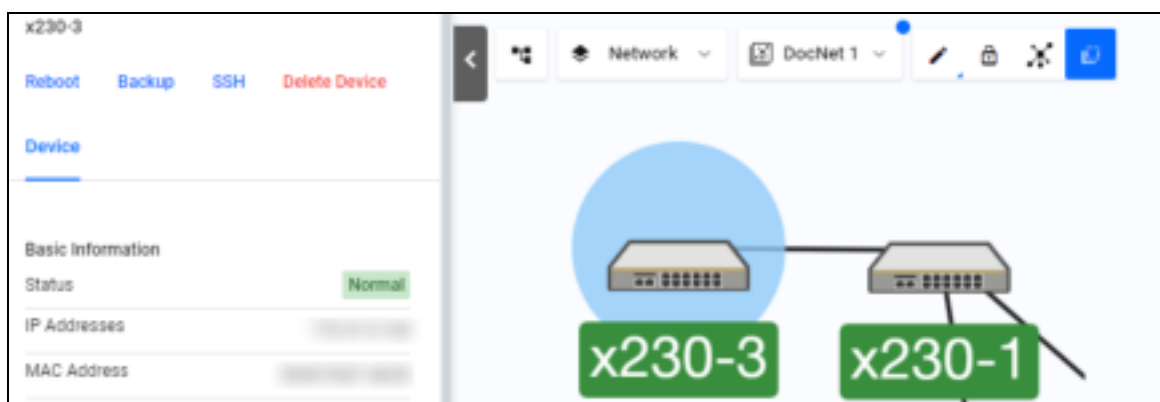 x230-3
Reboot Backup SSH Delete Device
Device
Basic Information
Status Normal
IP Addresses
MAC Address
Network DocNet 1
x230-3 x230-1